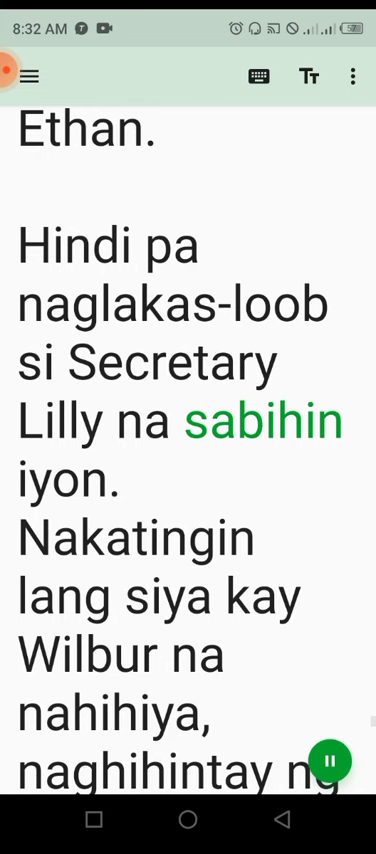 8:32 AM
57
Ethan.
Hindi pa
naglakas-loob
si Secretary
Lilly na sabihin
iyon.
Nakatingin
lang siya kay
Wilbur na
nahihiya,
naghihintay ng